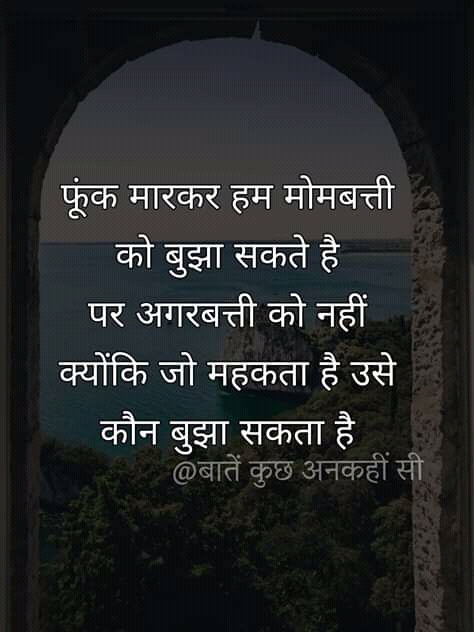 फूंक मारकर हम मोमबत्ती
को बुझा सकते है
पर अगरबत्ती को नहीं
क्योंकि जो महकता है उसे
कौन बुझा सकता है
@बातें कुछ अनकहीं सी